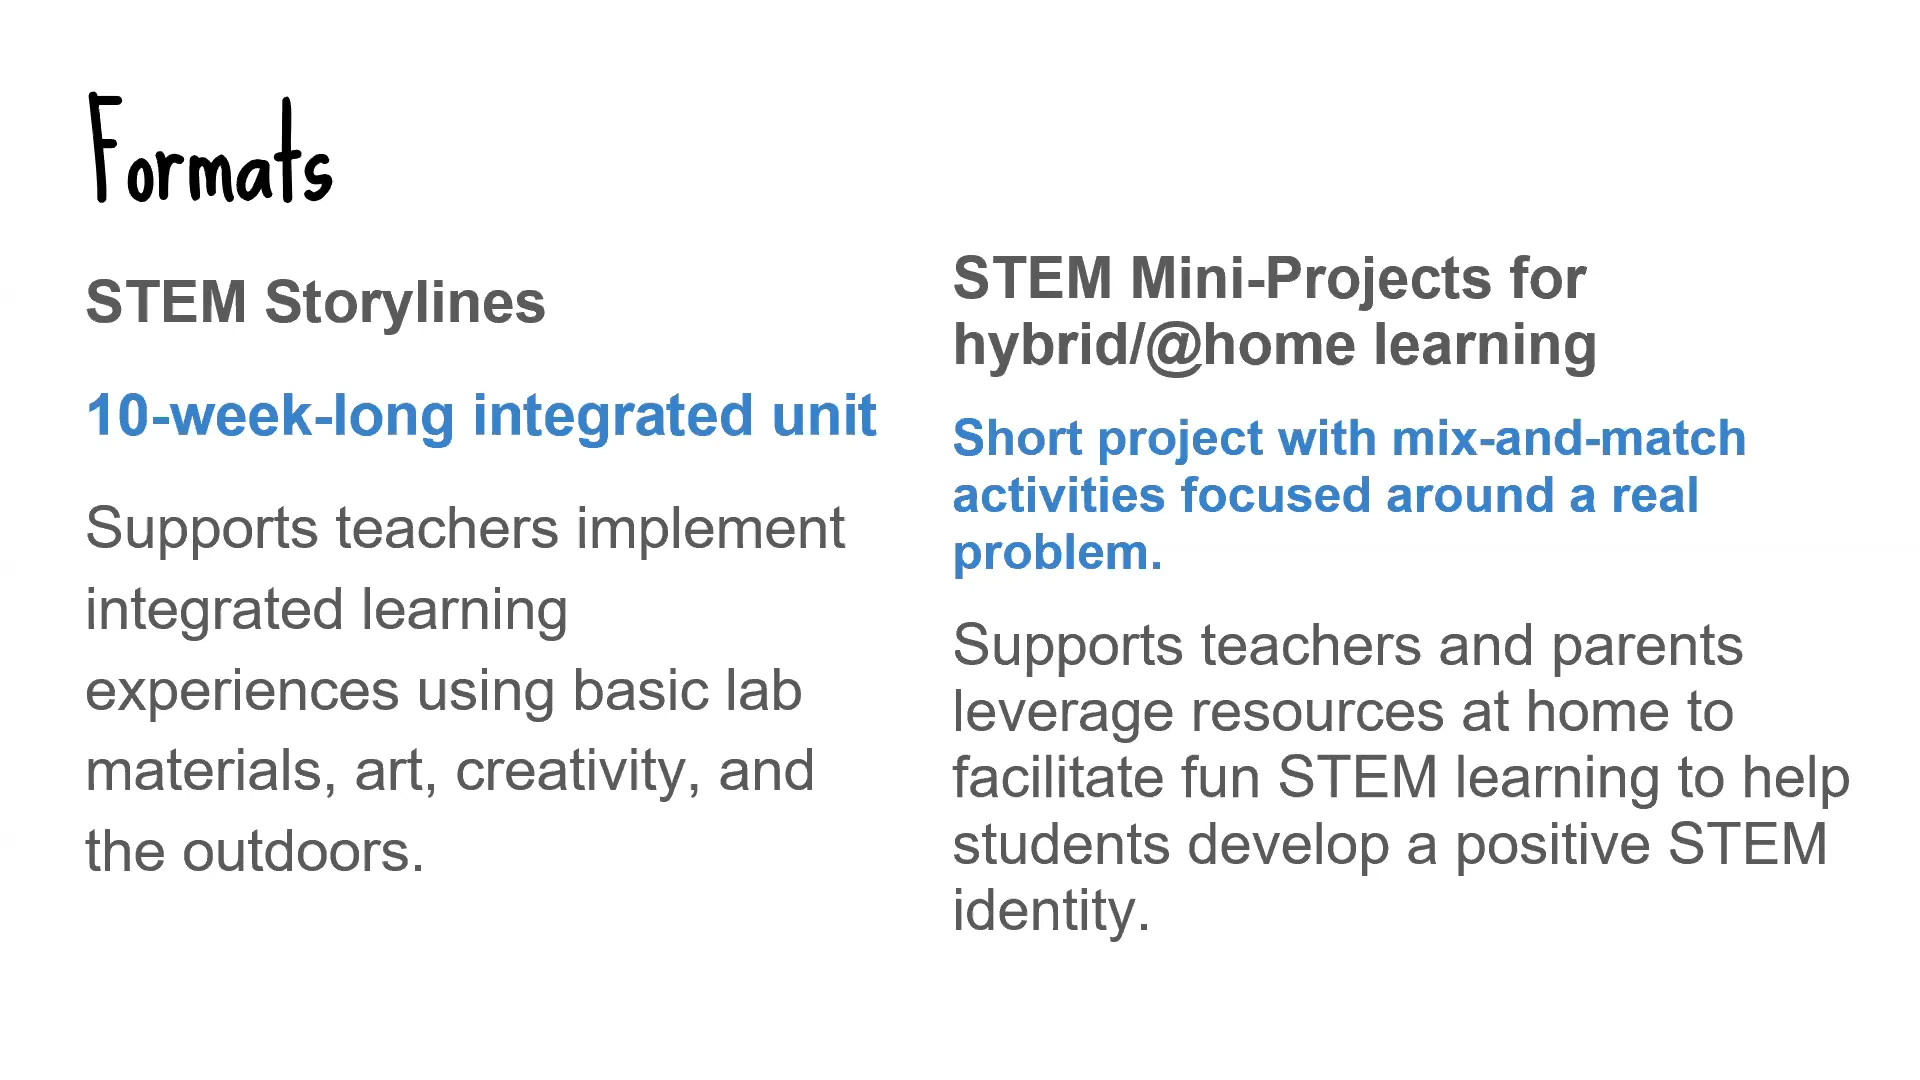 Formats
STEM Storylines
10-week-long integrated unit
Supports teachers implement
integrated learning
experiences using basic lab
materials, art, creativity, and
the outdoors.
STEM Mini-Projects for
hybrid/@home learning
Short project with mix-and-match
activities focused around a real
problem.
Supports teachers and parents
leverage resources at home to
facilitate fun STEM learning to help
students develop a positive STEM
identity.